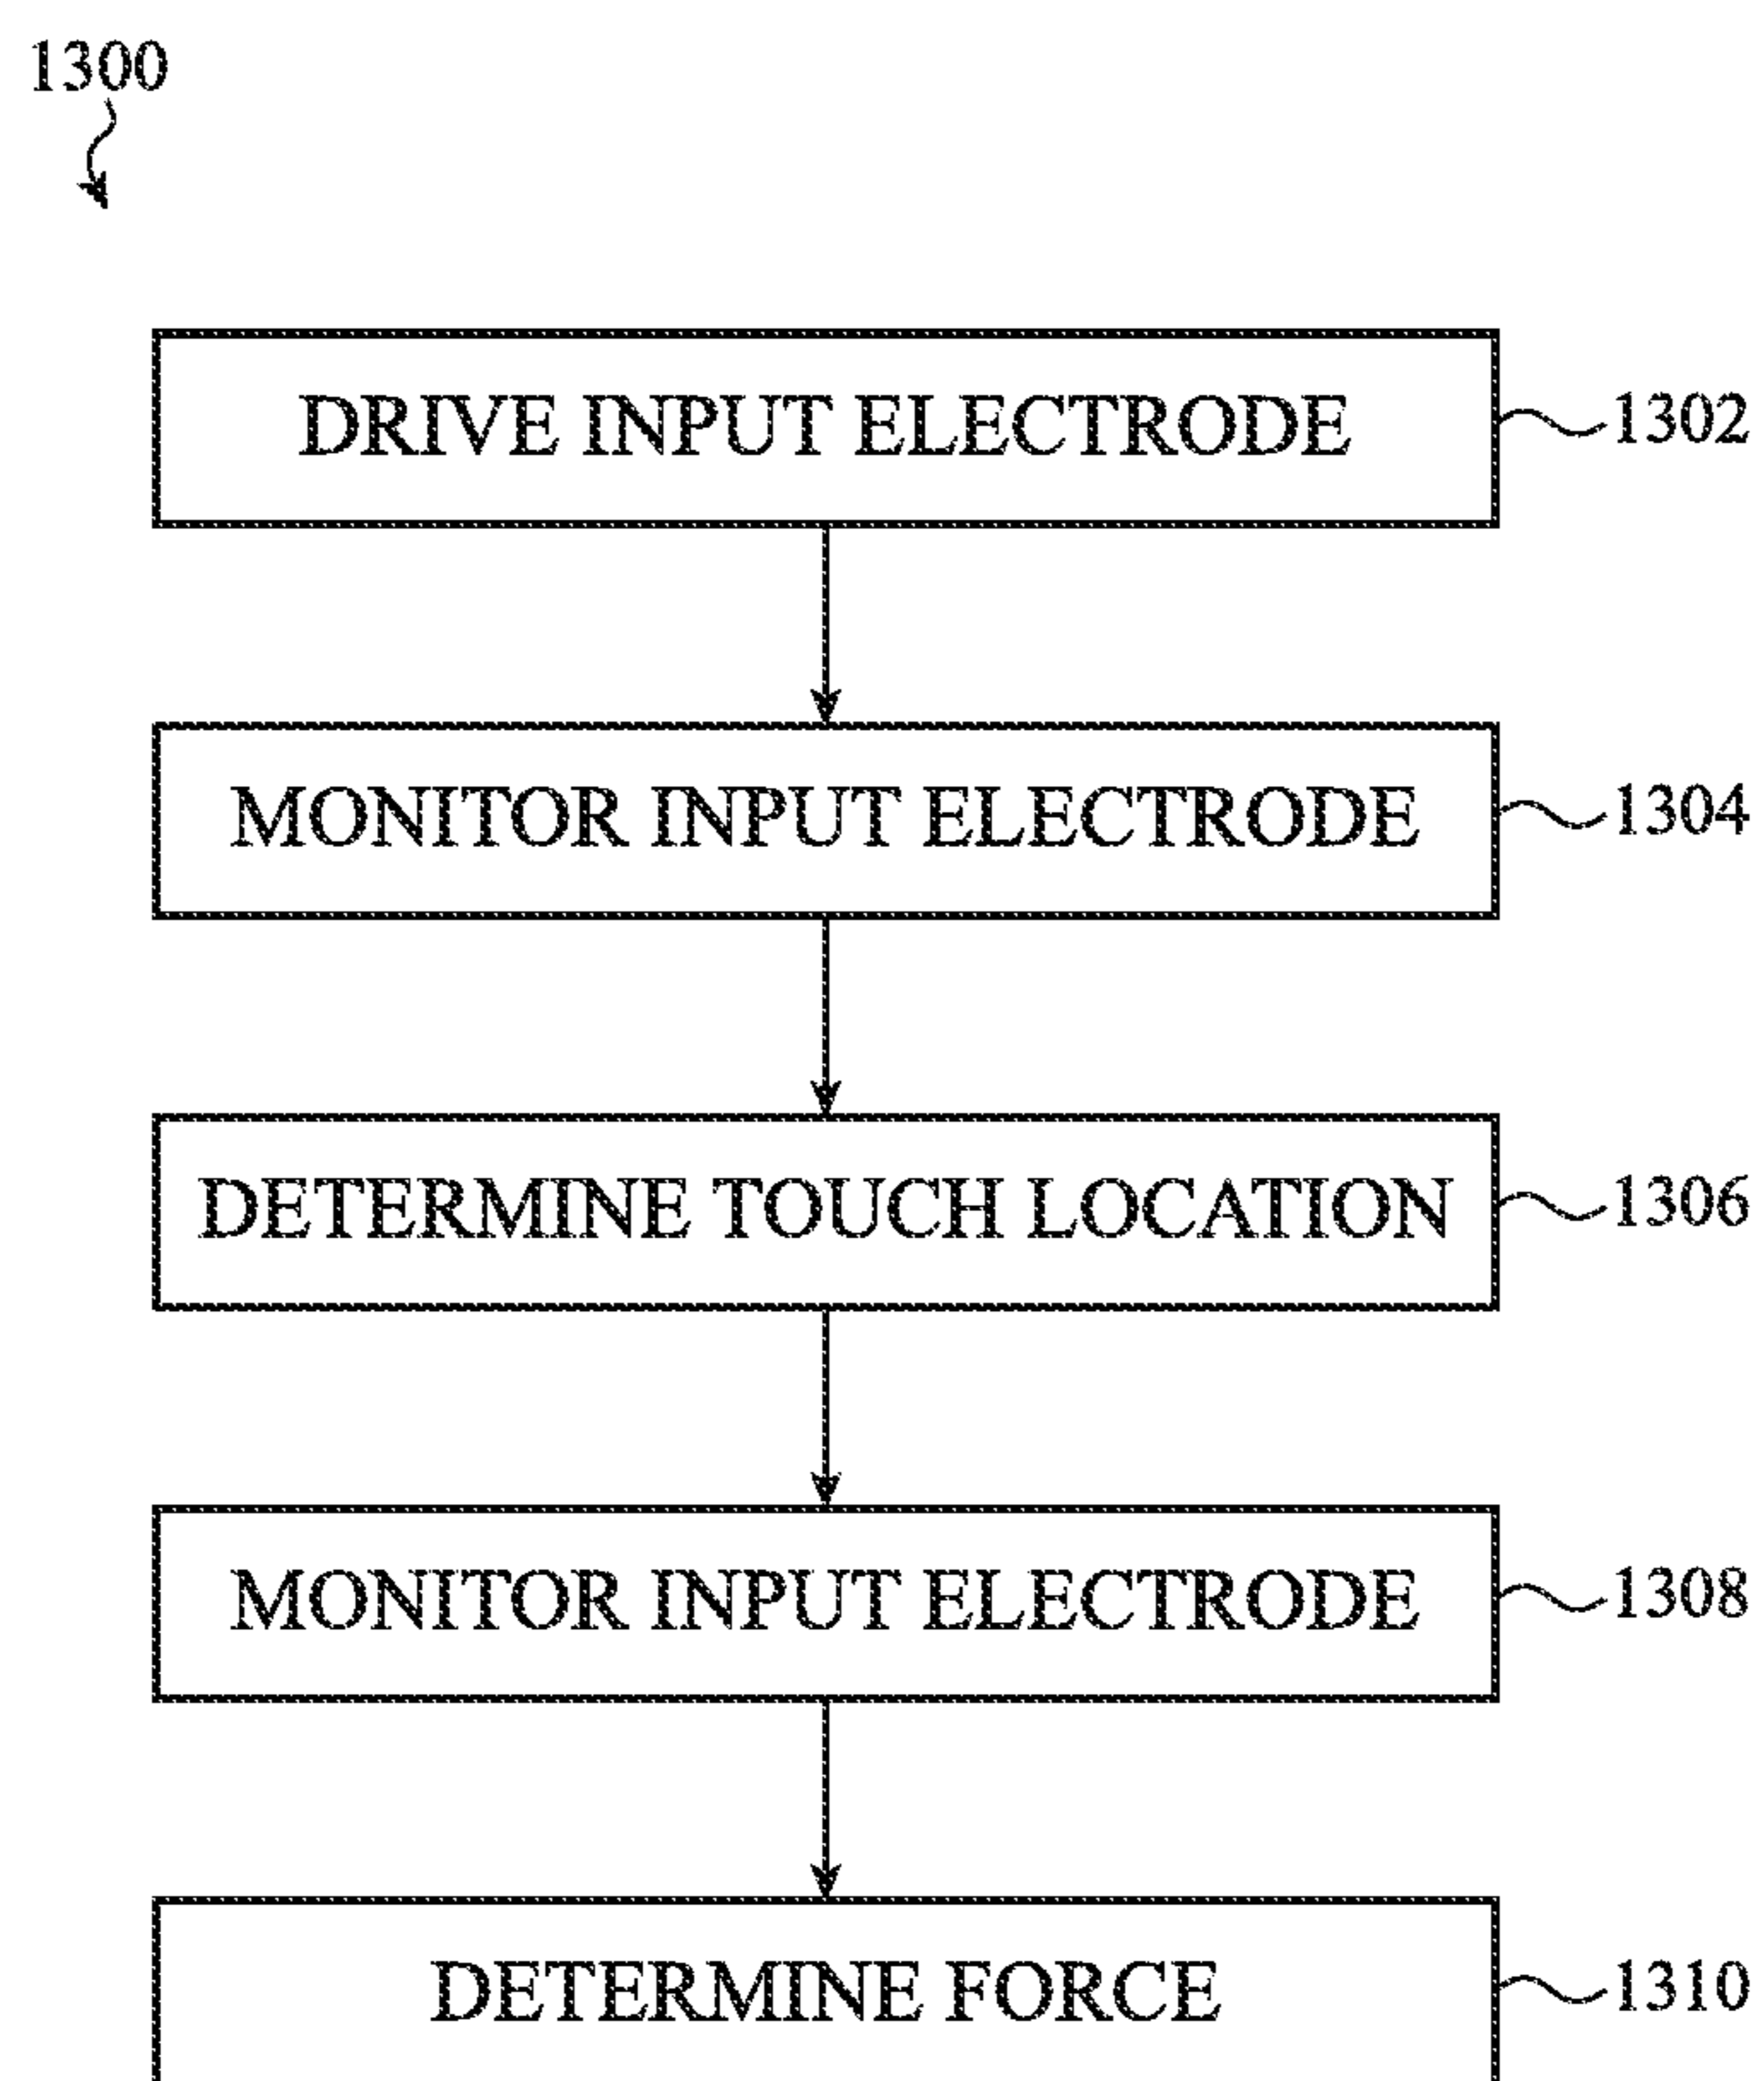 1300
DRIVE INPUT ELECTRODE
1302
MONITOR INPUT ELECTRODE
1304
DETERMINE TOUCH LOCATION
1306
MONITOR INPUT ELECTRODE
1308
DETERMINE FORCE
1310